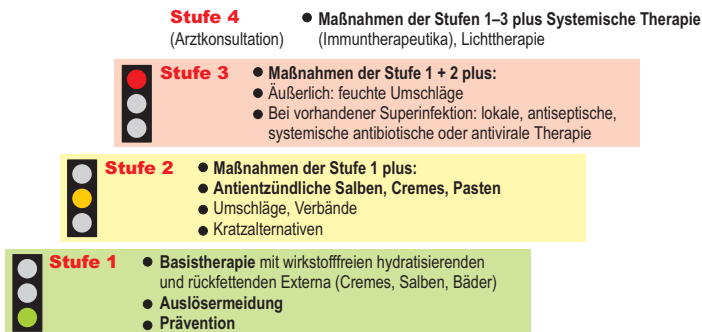 Stufe 4
(Arztkonsultation)
● Maßnahmen der Stufen 1–3 plus Systemische Therapie
(Immuntherapeutika), Lichttherapie
Stufe 3
● Maßnahmen der Stufe 1 + 2 plus:
● Äußerlich: feuchte Umschläge
● Bei vorhandener Superinfektion: lokale, antiseptische,
systemische antibiotische oder antivirale Therapie
Stufe 2
● Maßnahmen der Stufe 1 plus:
● Antientzündliche Salben, Cremes, Pasten
● Umschläge, Verbände
● Kratzalternativen
Stufe 1
● Basistherapie mit wirkstofffreien hydratisierenden
und rückfettenden Externa (Cremes, Salben, Bäder)
● Auslösermeidung
● Prävention